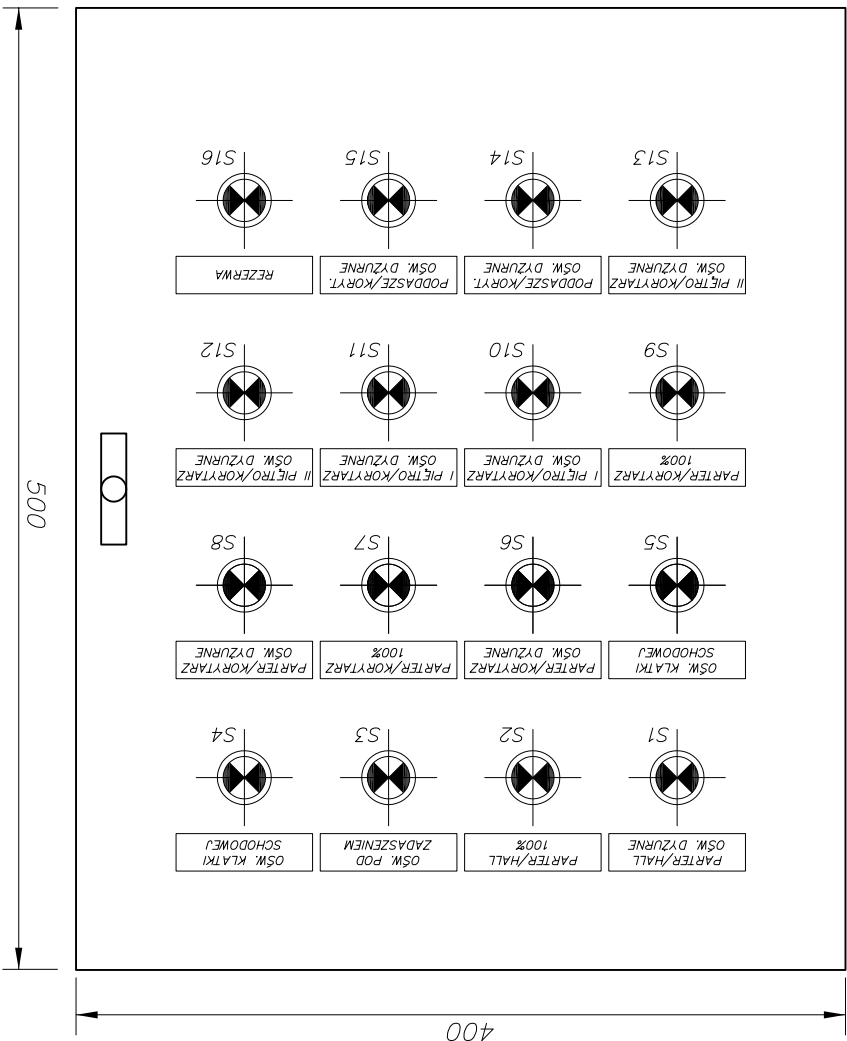 400
PARTER/HALL
OŚW. DYŻURNE
S1
PARTER/HALL
100%
S2
OŚW. POD
ZADASZENIEM
S3
OŚW. KLATKI
SCHODOWEJ
S4
OŚW. KLATKI
SCHODOWEJ
S5
PARTER/KORYTARZ
OŚW. DYŻURNE
S6
PARTER/KORYTARZ
100%
S7
PARTER/KORYTARZ
OŚW. DYŻURNE
S8
PARTER/KORYTARZ
100%
S9
I PIĘTRO/KORYTARZ
OŚW. DYŻURNE
S10
I PIĘTRO/KORYTARZ
OŚW. DYŻURNE
S11
II PIĘTRO/KORYTARZ
OŚW. DYŻURNE
S12
II PIĘTRO/KORYTARZ
OŚW. DYŻURNE
S13
PODDASZE/KORYT.
OŚW. DYŻURNE
S14
PODDASZE/KORYT.
OŚW. DYŻURNE
S15
REZERWA
S16
500